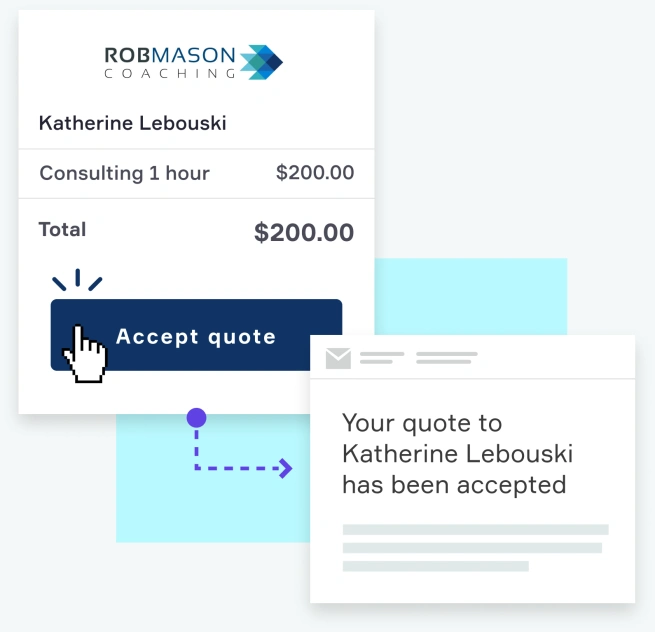 ROBMASON
COACHING
Katherine Lebouski
Consulting 1 hour $200.00
Total $200.00
Accept quote
Your quote to
Katherine Lebouski
has been accepted